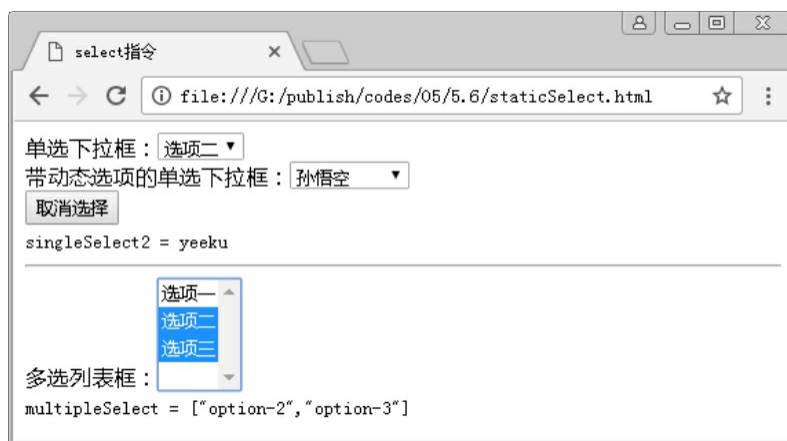 select指令
file:///G:/publish/codes/05/5.6/staticSelect.html
单选下拉框：选项二
带动态选项的单选下拉框：孙悟空
取消选择
singleSelect2 = yeeku
选项一
选项二
选项三
多选列表框：
multipleSelect = ["option-2","option-3"]